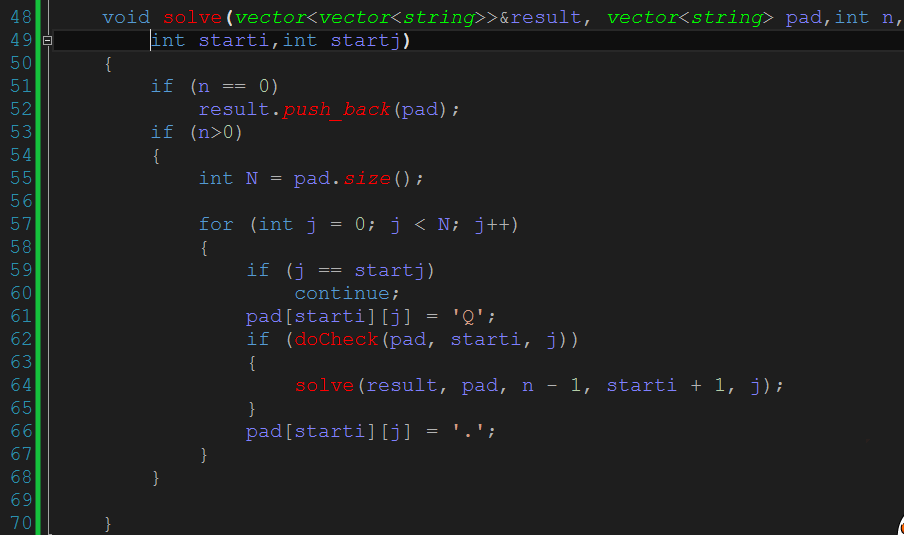 48 void solve(vector<vector<string>>&result, vector<string> pad,int n,
49 int starti,int startj)
50 {
51 if (n == 0)
52 result.push_back(pad);
53 if (n>0)
54 {
55 int N = pad.size();
56
57 for (int j = 0; j < N; j++)
58 {
59 if (j == startj)
60 continue;
61 pad[starti][j] = 'Q';
62 if (doCheck(pad, starti, j))
63 {
64 solve(result, pad, n - 1, starti + 1, j);
65 }
66 pad[starti][j] = '.';
67 }
68 }
69
70 }